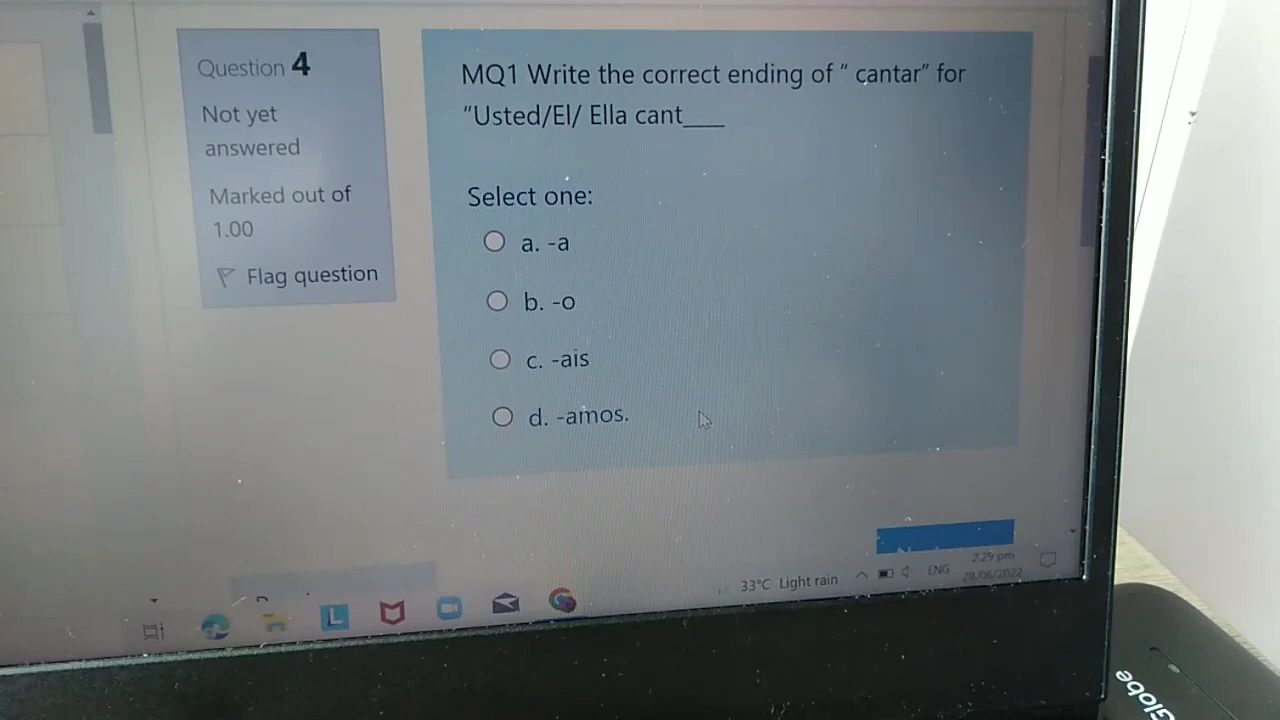 Question 4
Not yet
answered
Marked out of
1.00
Flag question
MQ1 Write the correct ending of " cantar" for
"Usted/El/ Ella cant____
Select one:
a. -a
b. -o
c. -ais
d. -amos.
33°C Light rain
ENG
2:29 pm
28/06/2022
Globe